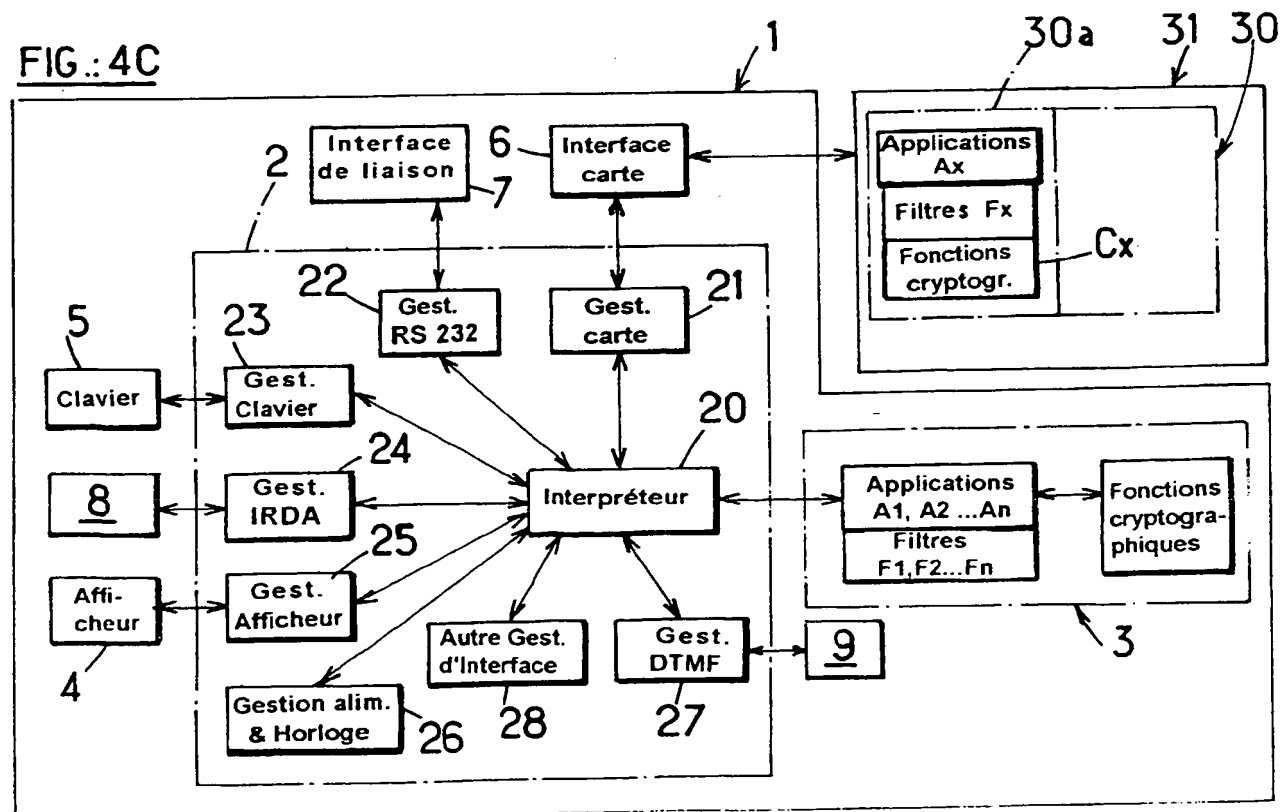 FIG.: 4C
1
30a
31
30
2
Interface
de liaison
7
6
Interface
carte
Applications
Ax
Filtres Fx
Fonctions
cryptogr.
Cx
22
Gest.
RS 232
Gest.
carte
21
5
Clavier
23
Gest.
Clavier
20
24
8
Gest.
IRDA
Interpréteur
Applications
A1, A2 ...An
Filtres
F1,F2...Fn
Fonctions
cryptogra-
phiques
25
Affi-
cheur
4
Gest.
Afficheur
Autre Gest.
d'Interface
28
Gest.
DTMF
27
9
3
Gestion alim.
& Horloge
26